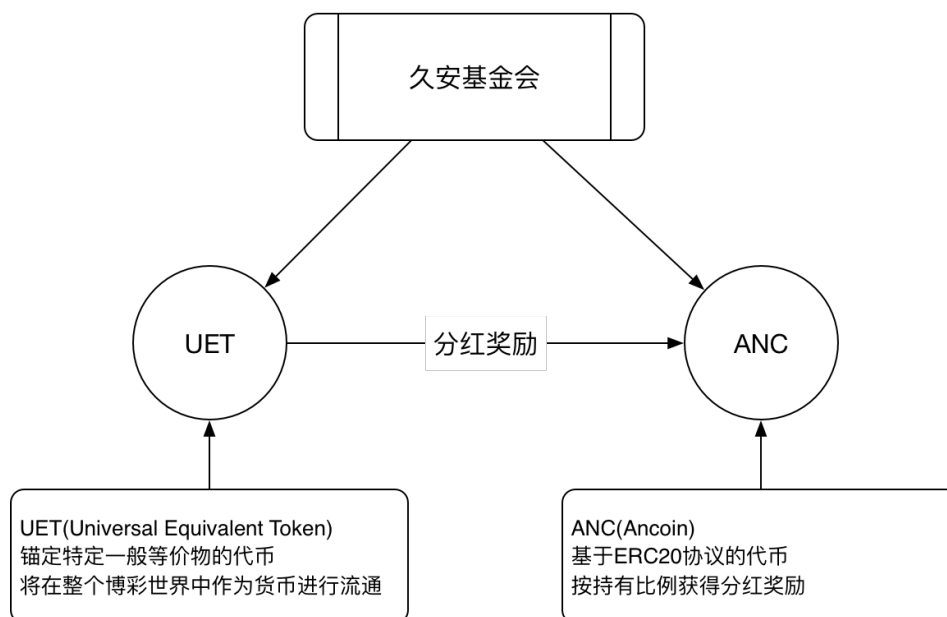 久安基金会
UET
分红奖励
ANC
UET(Universal Equivalent Token)
锚定特定一般等价物的代币
将在整个博彩世界中作为货币进行流通
ANC(Ancoin)
基于ERC20协议的代币
按持有比例获得分红奖励